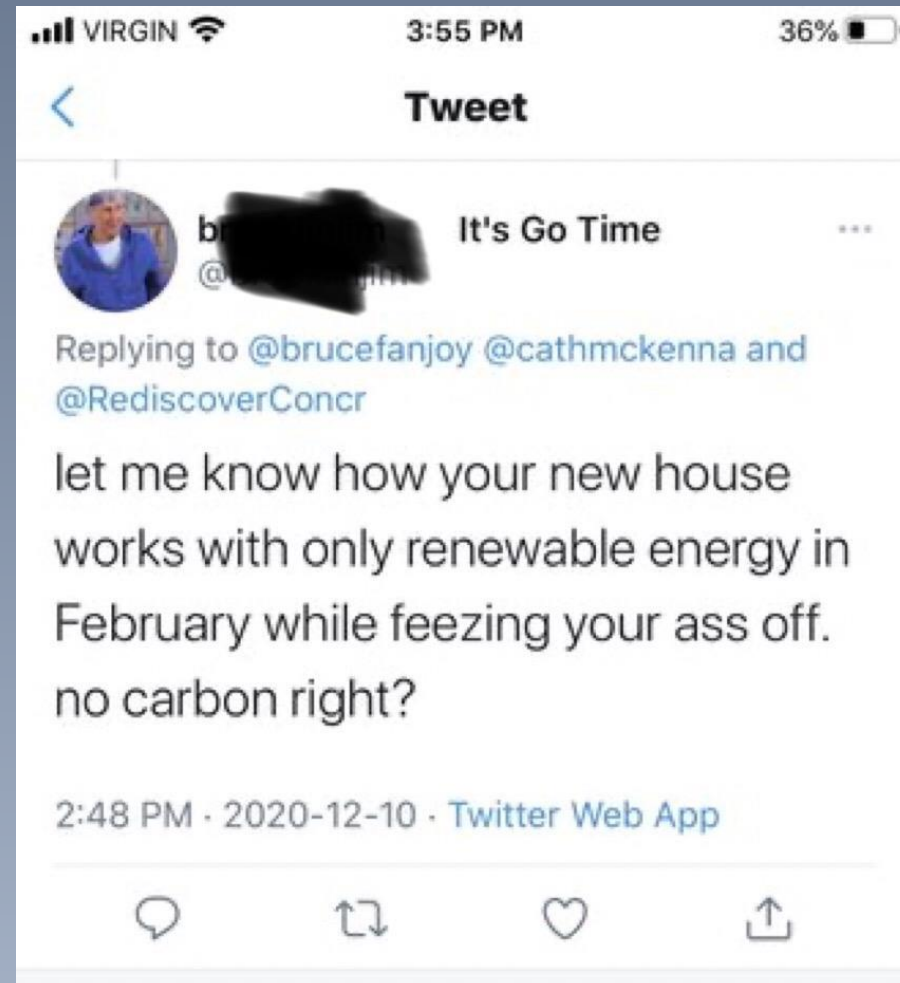 VIRGIN 3:55 PM 36%
Tweet
It's Go Time
Replying to @brucefanjoy @cathmckenna and
@RediscoverConcr
let me know how your new house
works with only renewable energy in
February while feezing your ass off.
no carbon right?
2:48 PM · 2020-12-10 · Twitter Web App